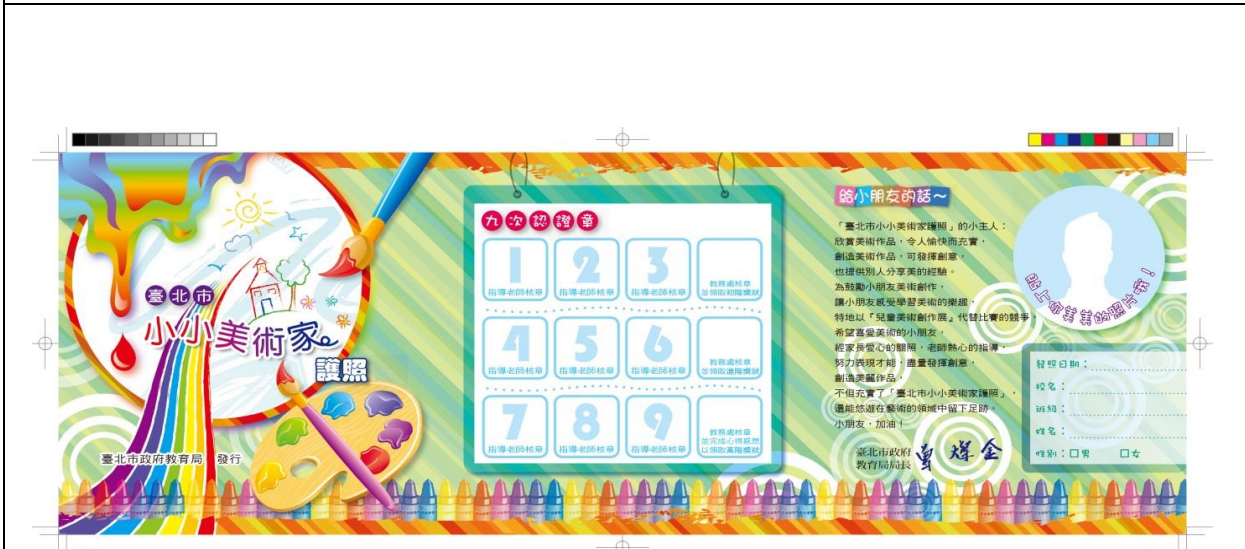 臺北市
小小美術家
護照
臺北市政府教育局 發行
九次認證章
1
指導老師核章
2
指導老師核章
3
指導老師核章
教務處核章
並領取初階獎狀
4
指導老師核章
5
指導老師核章
6
指導老師核章
教務處核章
並領取進階獎狀
7
指導老師核章
8
指導老師核章
9
指導老師核章
教務處核章
並完成心得感想
以領取高階獎狀
給小朋友的話～
「臺北市小小美術家護照」的小主人：
欣賞美術作品，令人愉快而充實，
創造美術作品，可發揮創意，
也提供別人分享美的經驗。
為鼓勵小朋友美術創作，
讓小朋友感受學習美術的樂趣，
特地以『兒童美術創作展』代替比賽的競爭，
希望喜愛美術的小朋友，
經家長愛心的關照，老師熱心的指導，
努力表現才能，盡量發揮創意，
創造美麗作品，
不但充實了「臺北市小小美術家護照」，
還能悠遊在藝術的領域中留下足跡。
小朋友，加油！
臺北市政府
教育局局長 曾燦金
貼上你美美的照片哦！
發照日期：
校名：
班級：
姓名：
性別：□男 □女